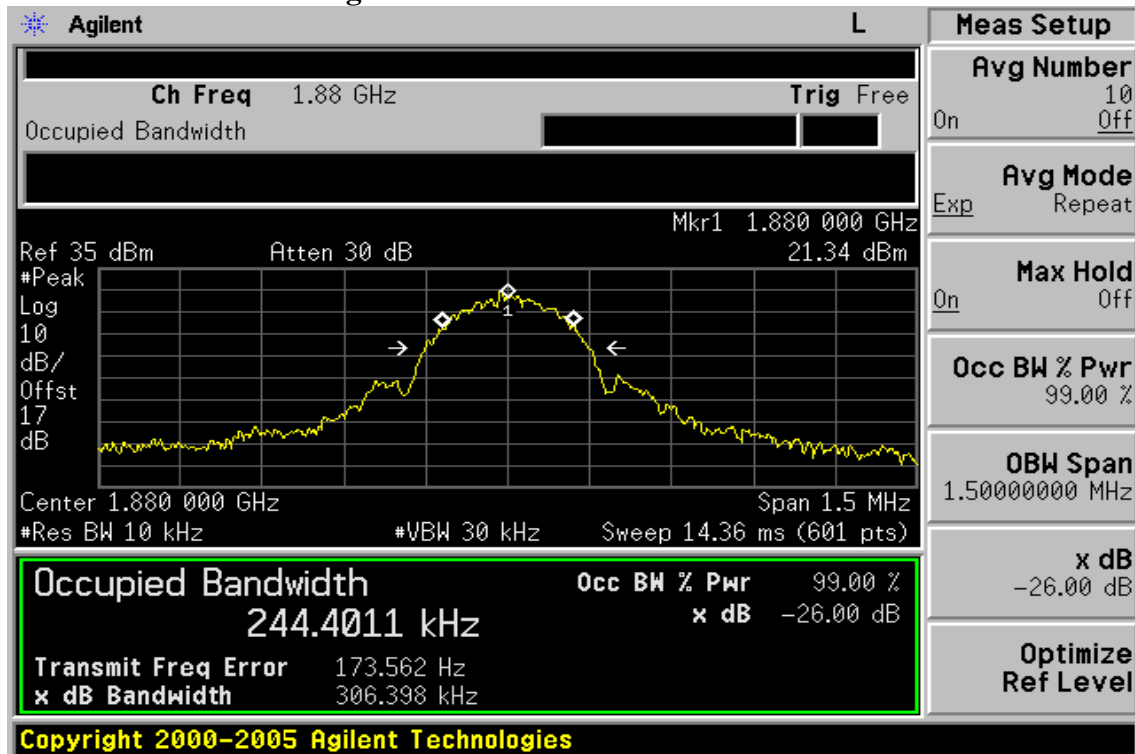 Agilent L
Ch Freq 1.88 GHz Trig Free
Occupied Bandwidth
Mkr1 1.880 000 GHz
Ref 35 dBm Atten 30 dB 21.34 dBm
#Peak
Log
10
dB/
Offst
17
dB
1
Center 1.880 000 GHz Span 1.5 MHz
#Res BW 10 kHz #VBW 30 kHz Sweep 14.36 ms (601 pts)
Occupied Bandwidth Occ BW % Pwr 99.00 %
244.4011 kHz x dB -26.00 dB
Transmit Freq Error 173.562 Hz
x dB Bandwidth 306.398 kHz
Meas Setup
Avg Number
10
On Off
Avg Mode
Exp Repeat
Max Hold
On Off
Occ BW % Pwr
99.00 %
OBW Span
1.50000000 MHz
x dB
-26.00 dB
Optimize
Ref Level
Copyright 2000-2005 Agilent Technologies